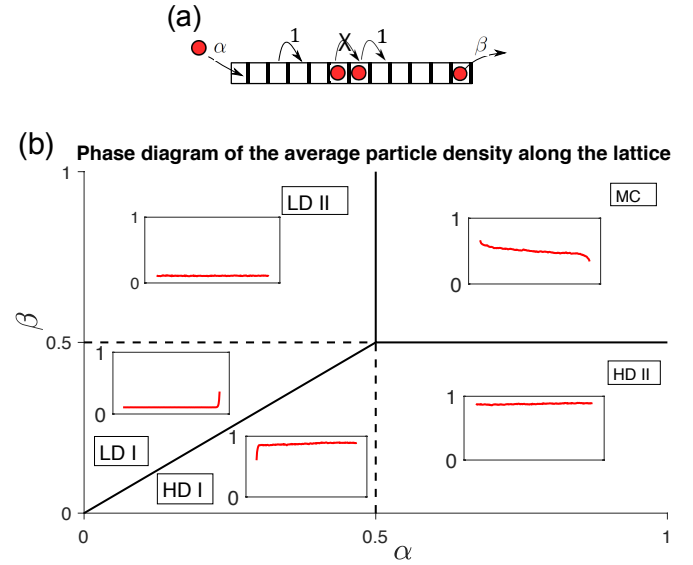 (a)
α 1 X 1 β
(b)
Phase diagram of the average particle density along the lattice
1
LD II
MC
1
0
1
0
β
0.5
1
0
HD II
1
0
LD I
HD I
1
0
0
0 0.5 1
α